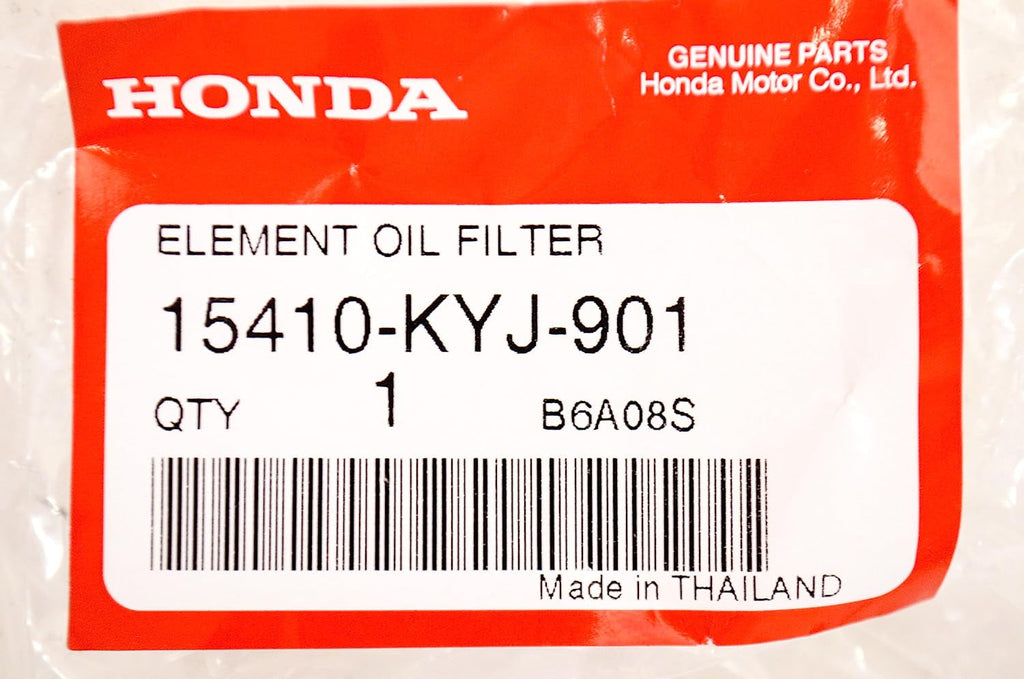 HONDA
GENUINE PARTS
Honda Motor Co., Ltd.
ELEMENT OIL FILTER
15410-KYJ-901
QTY 1 B6A08S
Made in THAILAND